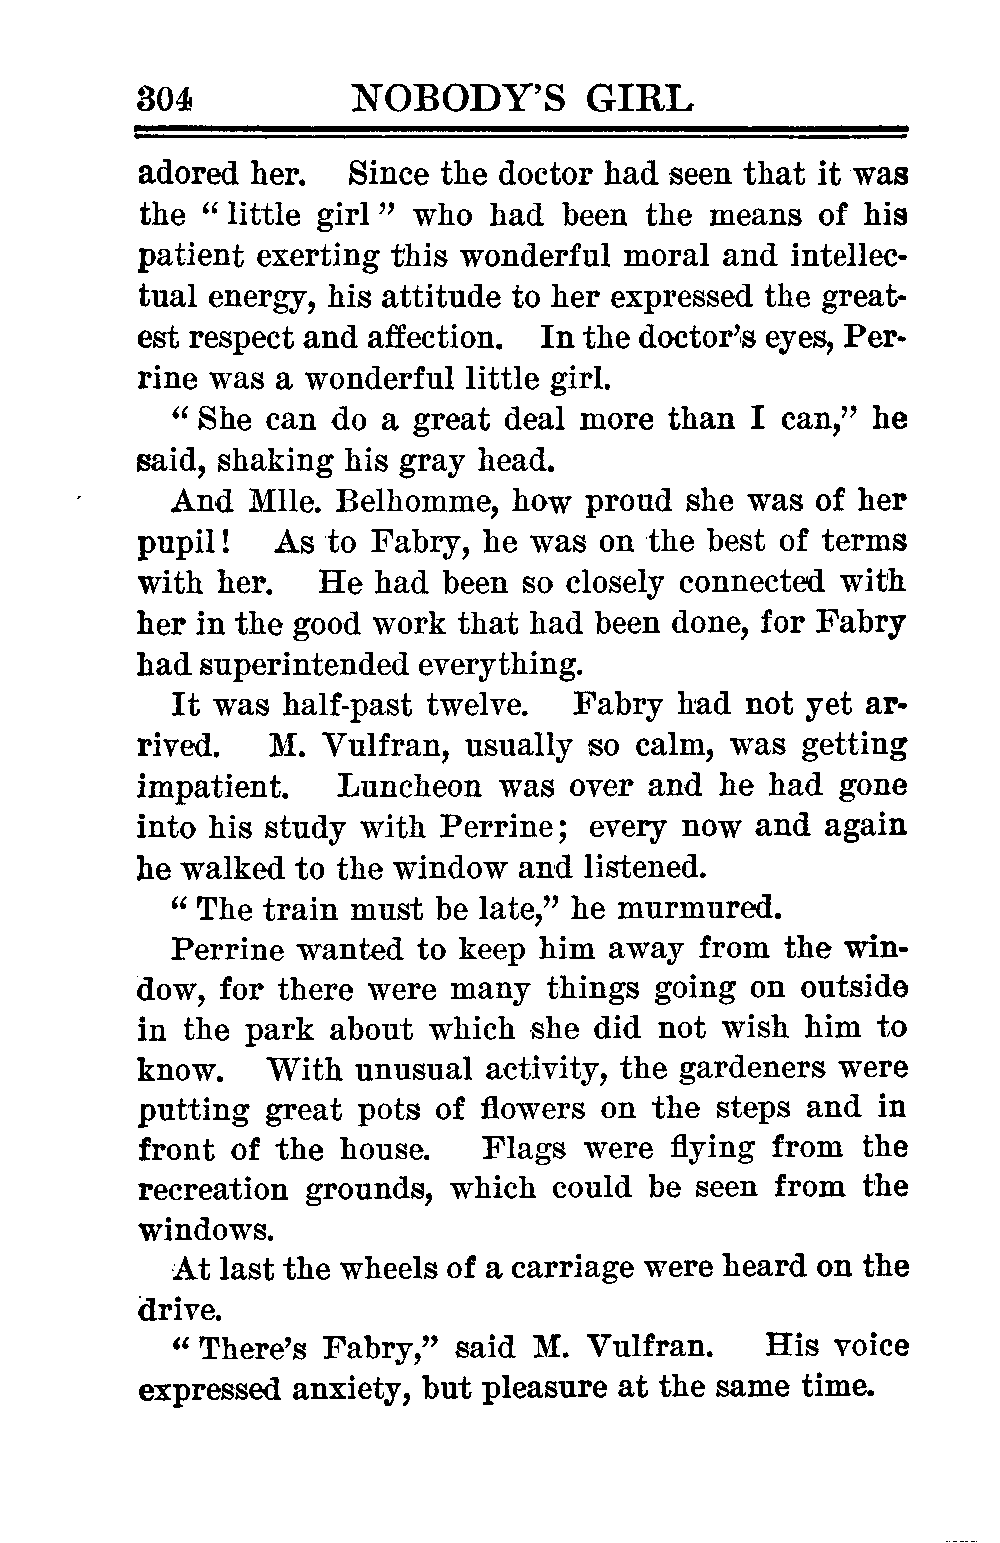 304 NOBODY'S GIRL
adored her. Since the doctor had seen that it was
the “little girl” who had been the means of his
patient exerting this wonderful moral and intellec-
tual energy, his attitude to her expressed the great-
est respect and affection. In the doctor's eyes, Per-
rine was a wonderful little girl.
“She can do a great deal more than I can,” he
said, shaking his gray head.
And Mlle. Belhomme, how proud she was of her
pupil! As to Fabry, he was on the best of terms
with her. He had been so closely connected with
her in the good work that had been done, for Fabry
had superintended everything.
It was half-past twelve. Fabry had not yet ar-
rived. M. Vulfran, usually so calm, was getting
impatient. Luncheon was over and he had gone
into his study with Perrine; every now and again
he walked to the window and listened.
“The train must be late,” he murmured.
Perrine wanted to keep him away from the win-
dow, for there were many things going on outside
in the park about which she did not wish him to
know. With unusual activity, the gardeners were
putting great pots of flowers on the steps and in
front of the house. Flags were flying from the
recreation grounds, which could be seen from the
windows.
At last the wheels of a carriage were heard on the
drive.
“There's Fabry,” said M. Vulfran. His voice
expressed anxiety, but pleasure at the same time.